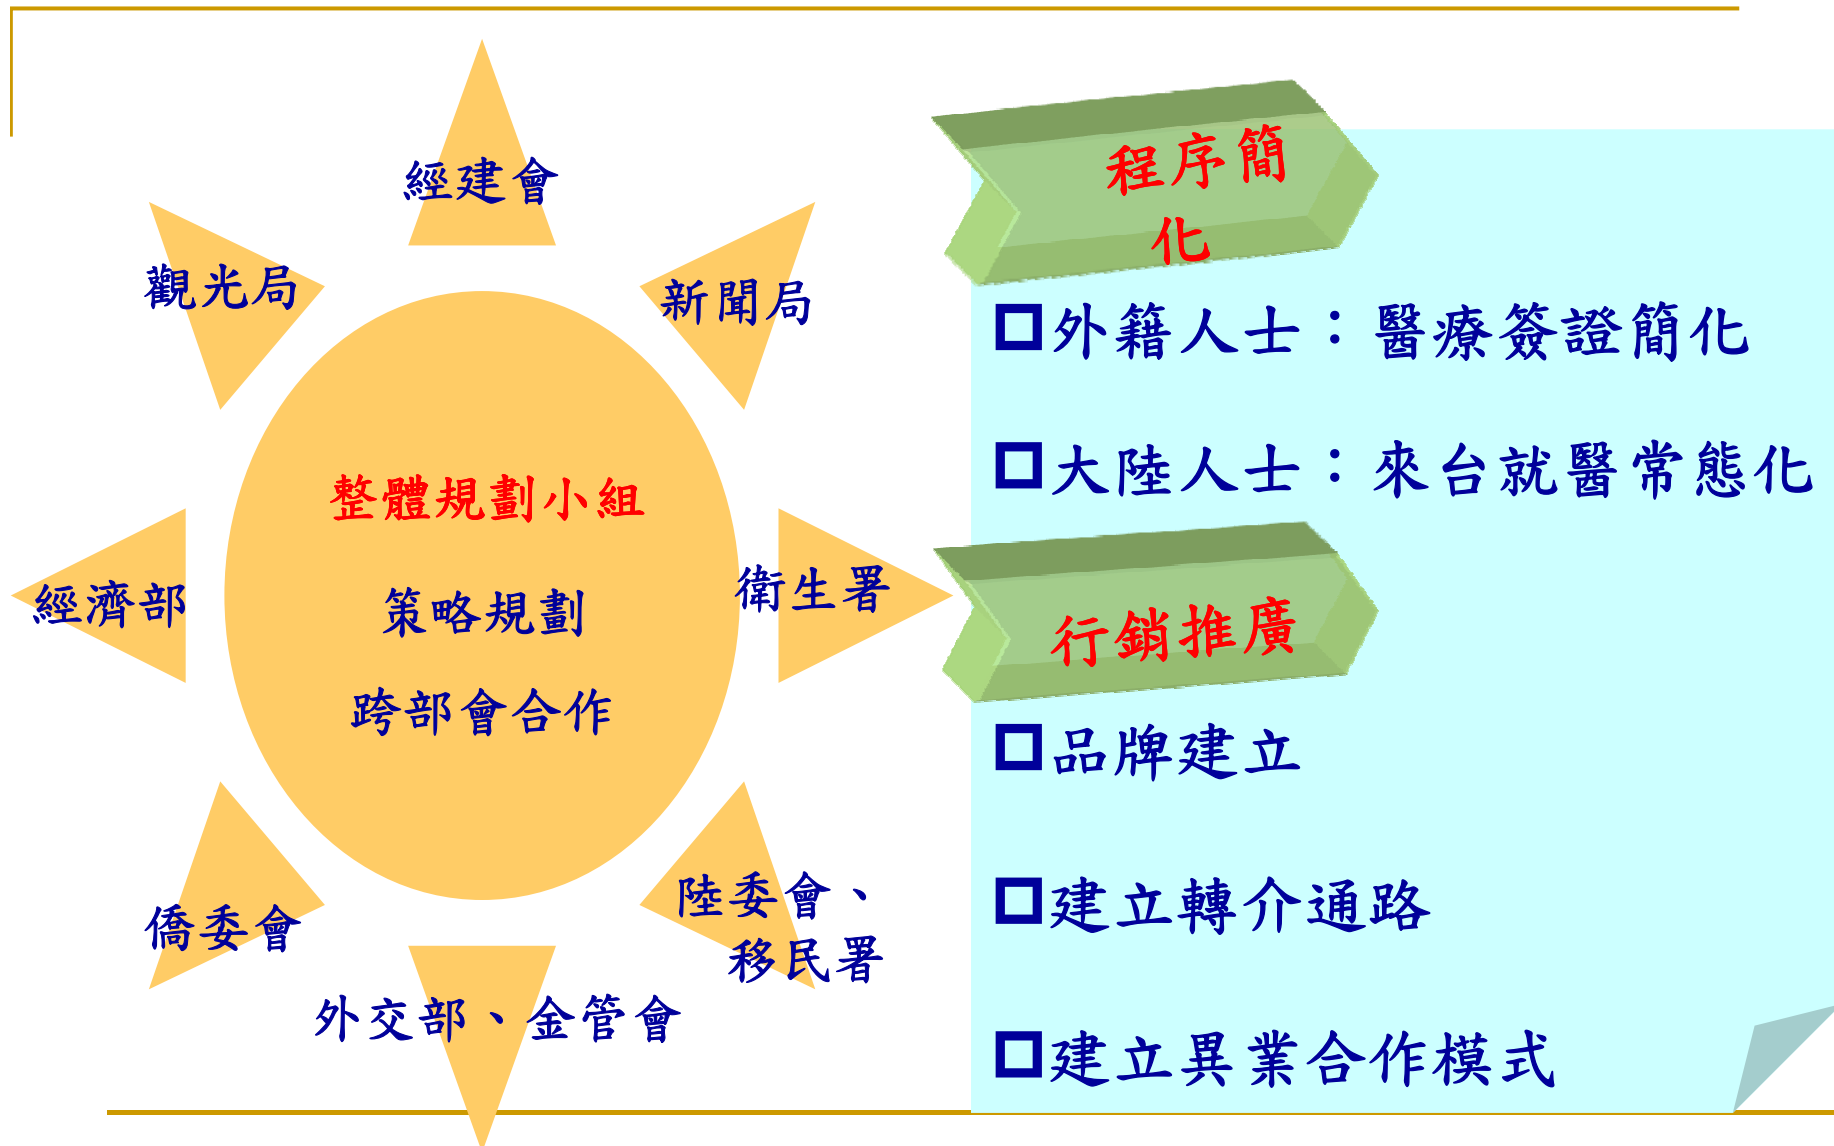 經建會
觀光局
新聞局
整體規劃小組
策略規劃
跨部會合作
經濟部
衛生署
僑委會
陸委會、
移民署
外交部、金管會
程序簡
化
外籍人士：醫療簽證簡化
大陸人士：來台就醫常態化
行銷推廣
品牌建立
建立轉介通路
建立異業合作模式